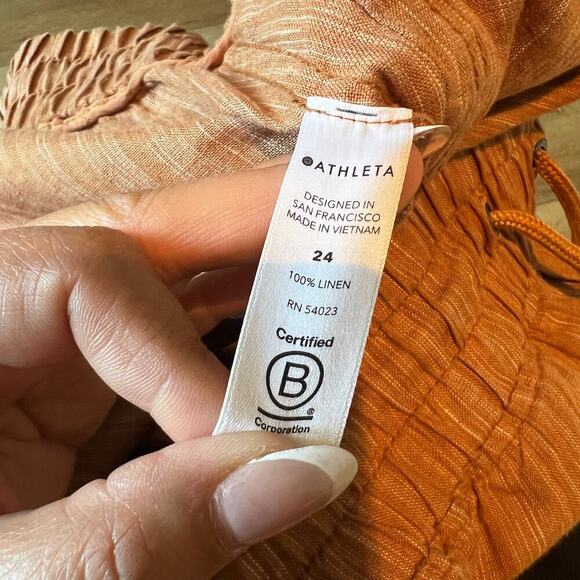 ATHLETA
DESIGNED IN
SAN FRANCISCO
MADE IN VIETNAM
24
100% LINEN
RN 54023
Certified
B
®
Corporation